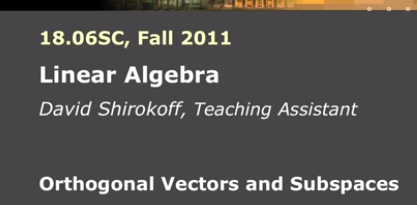 18.06SC, Fall 2011
Linear Algebra
David Shirokoff, Teaching Assistant
Orthogonal Vectors and Subspaces